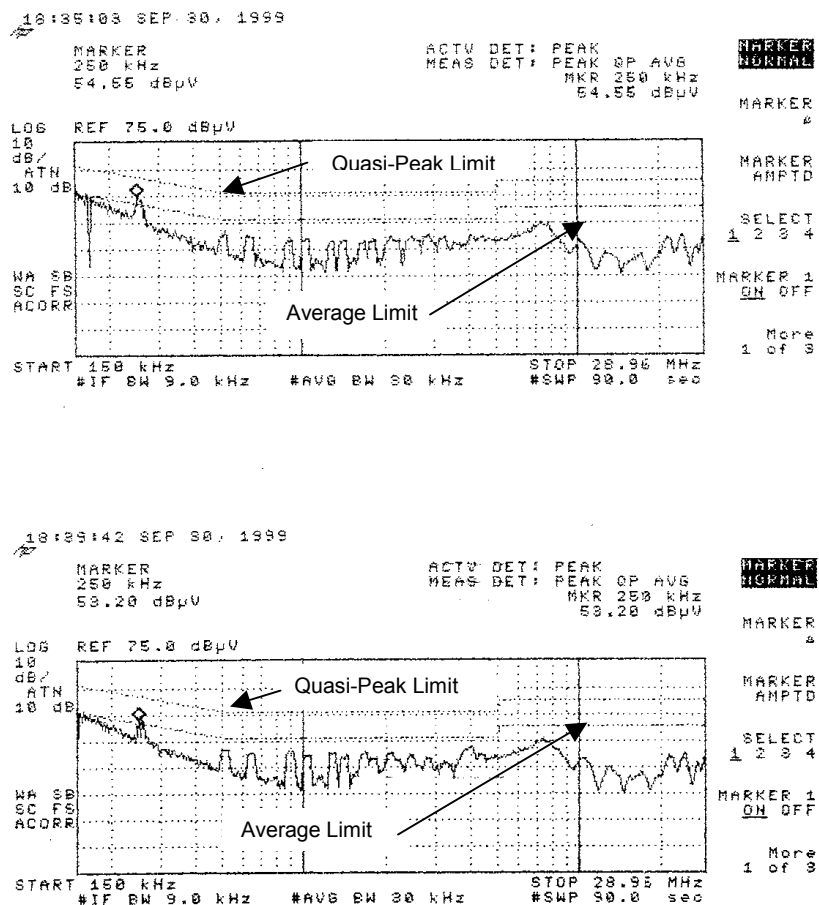 18:35:03 SEP 30, 1999
MARKER
250 kHz
54.55 dBµV
ACTV DET: PEAK
MEAS DET: PEAK QP AVG
MKR 250 kHz
54.55 dBµV
LOG REF 75.0 dBµV
10
dB/
ATN
10 dB
Quasi-Peak Limit
Average Limit
WA SB
SC FS
ACORR
START 150 kHz STOP 28.96 MHz
#IF BW 9.0 kHz #AVG BW 30 kHz #SWP 90.0 sec
MARKER
NORMAL
MARKER
Δ
MARKER
AMPTD
SELECT
1 2 3 4
MARKER 1
ON OFF
More
1 of 3
18:39:42 SEP 30, 1999
MARKER
250 kHz
53.20 dBµV
ACTV DET: PEAK
MEAS DET: PEAK QP AVG
MKR 250 kHz
53.20 dBµV
LOG REF 75.0 dBµV
10
dB/
ATN
10 dB
Quasi-Peak Limit
Average Limit
WA SB
SC FS
ACORR
START 150 kHz STOP 28.96 MHz
#IF BW 9.0 kHz #AVG BW 30 kHz #SWP 90.0 sec
MARKER
NORMAL
MARKER
Δ
MARKER
AMPTD
SELECT
1 2 3 4
MARKER 1
ON OFF
More
1 of 3